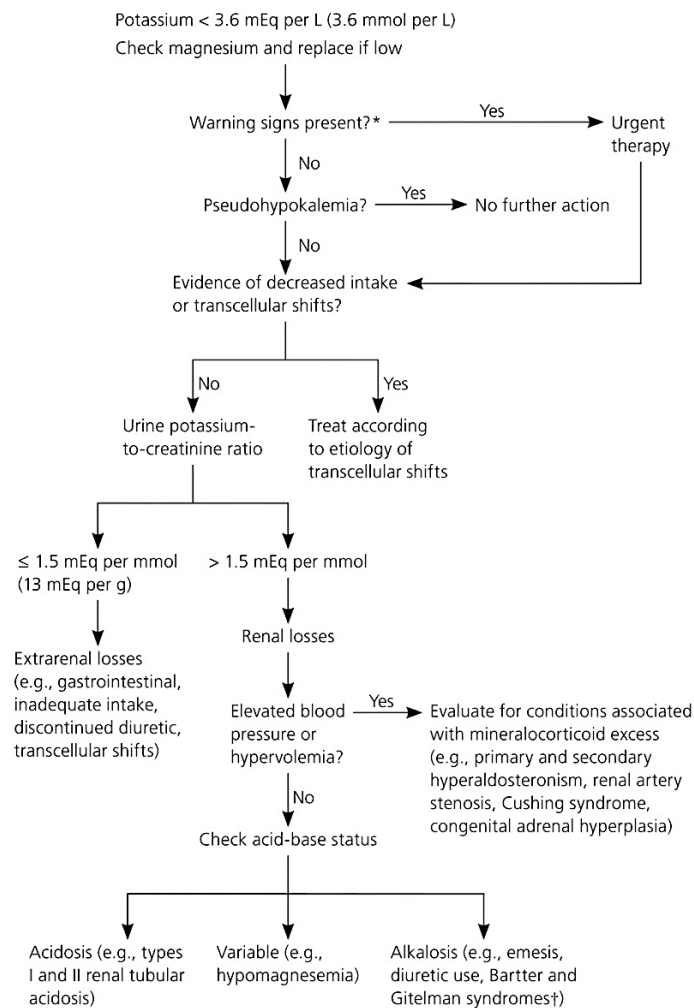 Potassium < 3.6 mEq per L (3.6 mmol per L)
Check magnesium and replace if low
Warning signs present?*
Yes
Urgent
therapy
No
Pseudohypokalemia?
Yes
No further action
No
Evidence of decreased intake
or transcellular shifts?
No
Yes
Urine potassium-
to-creatinine ratio
Treat according
to etiology of
transcellular shifts
≤ 1.5 mEq per mmol
(13 mEq per g)
> 1.5 mEq per mmol
Extrarenal losses
(e.g., gastrointestinal,
inadequate intake,
discontinued diuretic,
transcellular shifts)
Renal losses
Elevated blood
pressure or
hypervolemia?
Yes
Evaluate for conditions associated
with mineralocorticoid excess
(e.g., primary and secondary
hyperaldosteronism, renal artery
stenosis, Cushing syndrome,
congenital adrenal hyperplasia)
No
Check acid-base status
Acidosis (e.g., types
I and II renal tubular
acidosis)
Variable (e.g.,
hypomagnesemia)
Alkalosis (e.g., emesis,
diuretic use, Bartter and
Gitelman syndromes†)